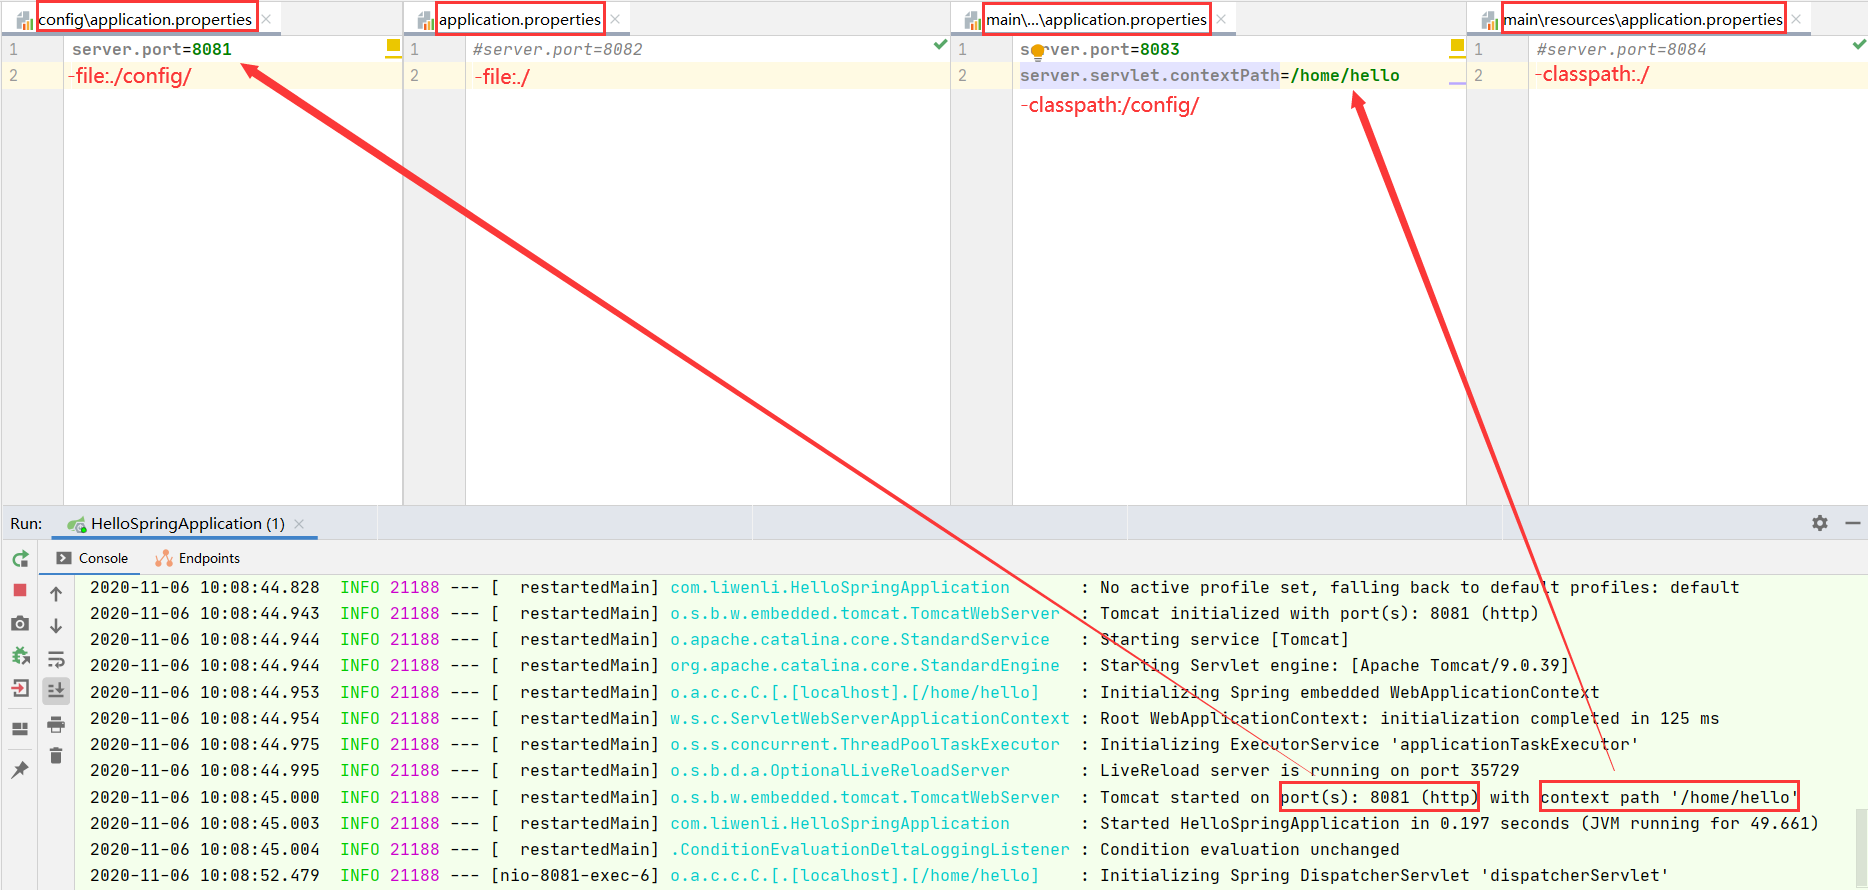 config\application.properties
application.properties
main\...\application.properties
main\resources\application.properties
1 server.port=8081
2 -file:./config/
1 #server.port=8082
2 -file:./
1 server.port=8083
2 server.servlet.contextPath=/home/hello
-classpath:/config/
1 #server.port=8084
2 -classpath:./
Run: HelloSpringApplication (1)
Console Endpoints
2020-11-06 10:08:44.828 INFO 21188 --- [ restartedMain] com.liwenli.HelloSpringApplication : No active profile set, falling back to default profiles: default
2020-11-06 10:08:44.943 INFO 21188 --- [ restartedMain] o.s.b.w.embedded.tomcat.TomcatWebServer : Tomcat initialized with port(s): 8081 (http)
2020-11-06 10:08:44.944 INFO 21188 --- [ restartedMain] o.apache.catalina.core.StandardService : Starting service [Tomcat]
2020-11-06 10:08:44.944 INFO 21188 --- [ restartedMain] org.apache.catalina.core.StandardEngine : Starting Servlet engine: [Apache Tomcat/9.0.39]
2020-11-06 10:08:44.953 INFO 21188 --- [ restartedMain] o.a.c.c.C.[.[localhost].[/home/hello] : Initializing Spring embedded WebApplicationContext
2020-11-06 10:08:44.954 INFO 21188 --- [ restartedMain] w.s.c.ServletWebServerApplicationContext : Root WebApplicationContext: initialization completed in 125 ms
2020-11-06 10:08:44.975 INFO 21188 --- [ restartedMain] o.s.s.concurrent.ThreadPoolTaskExecutor : Initializing ExecutorService 'applicationTaskExecutor'
2020-11-06 10:08:44.995 INFO 21188 --- [ restartedMain] o.s.b.d.a.OptionalLiveReloadServer : LiveReload server is running on port 35729
2020-11-06 10:08:45.000 INFO 21188 --- [ restartedMain] o.s.b.w.embedded.tomcat.TomcatWebServer : Tomcat started on port(s): 8081 (http) with context path '/home/hello'
2020-11-06 10:08:45.003 INFO 21188 --- [ restartedMain] com.liwenli.HelloSpringApplication : Started HelloSpringApplication in 0.197 seconds (JVM running for 49.661)
2020-11-06 10:08:45.004 INFO 21188 --- [ restartedMain] .ConditionEvaluationDeltaLoggingListener : Condition evaluation unchanged
2020-11-06 10:08:52.479 INFO 21188 --- [nio-8081-exec-6] o.a.c.c.C.[.[localhost].[/home/hello] : Initializing Spring DispatcherServlet 'dispatcherServlet'